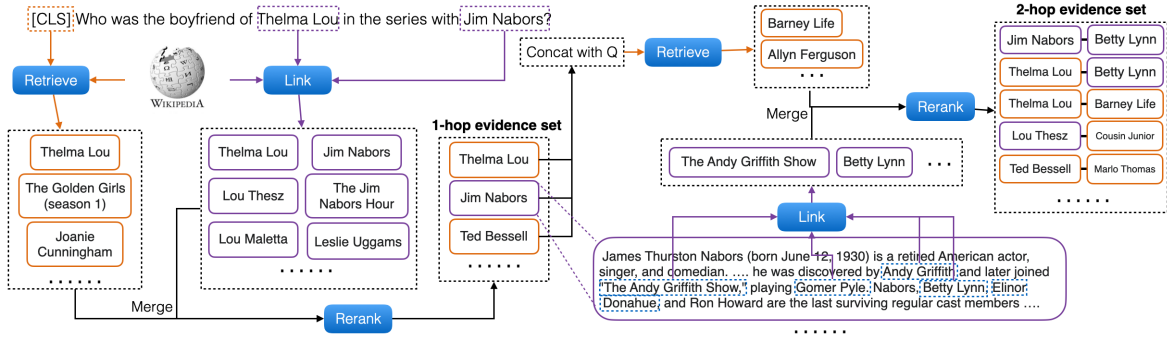 [CLS] Who was the boyfriend of Thelma Lou in the series with Jim Nabors?
Retrieve
WIKIPEDIA
Link
Thelma Lou
The Golden Girls
(season 1)
Joanie
Cunningham
......
Thelma Lou
Jim Nabors
Lou Thesz
The Jim
Nabors Hour
Lou Maletta
Leslie Uggams
......
Merge
Rerank
1-hop evidence set
Thelma Lou
Jim Nabors
Ted Bessell
......
Concat with Q
Retrieve
Barney Life
Allyn Ferguson
...
Merge
Rerank
The Andy Griffith Show
Betty Lynn
...
Link
James Thurston Nabors (born June 12, 1930) is a retired American actor,
singer, and comedian. .... he was discovered by Andy Griffith and later joined
"The Andy Griffith Show," playing Gomer Pyle. Nabors, Betty Lynn, Elinor
Donahue, and Ron Howard are the last surviving regular cast members ....
......
2-hop evidence set
Jim Nabors
Betty Lynn
Thelma Lou
Betty Lynn
Thelma Lou
Barney Life
Lou Thesz
Cousin Junior
Ted Bessell
Marlo Thomas
......